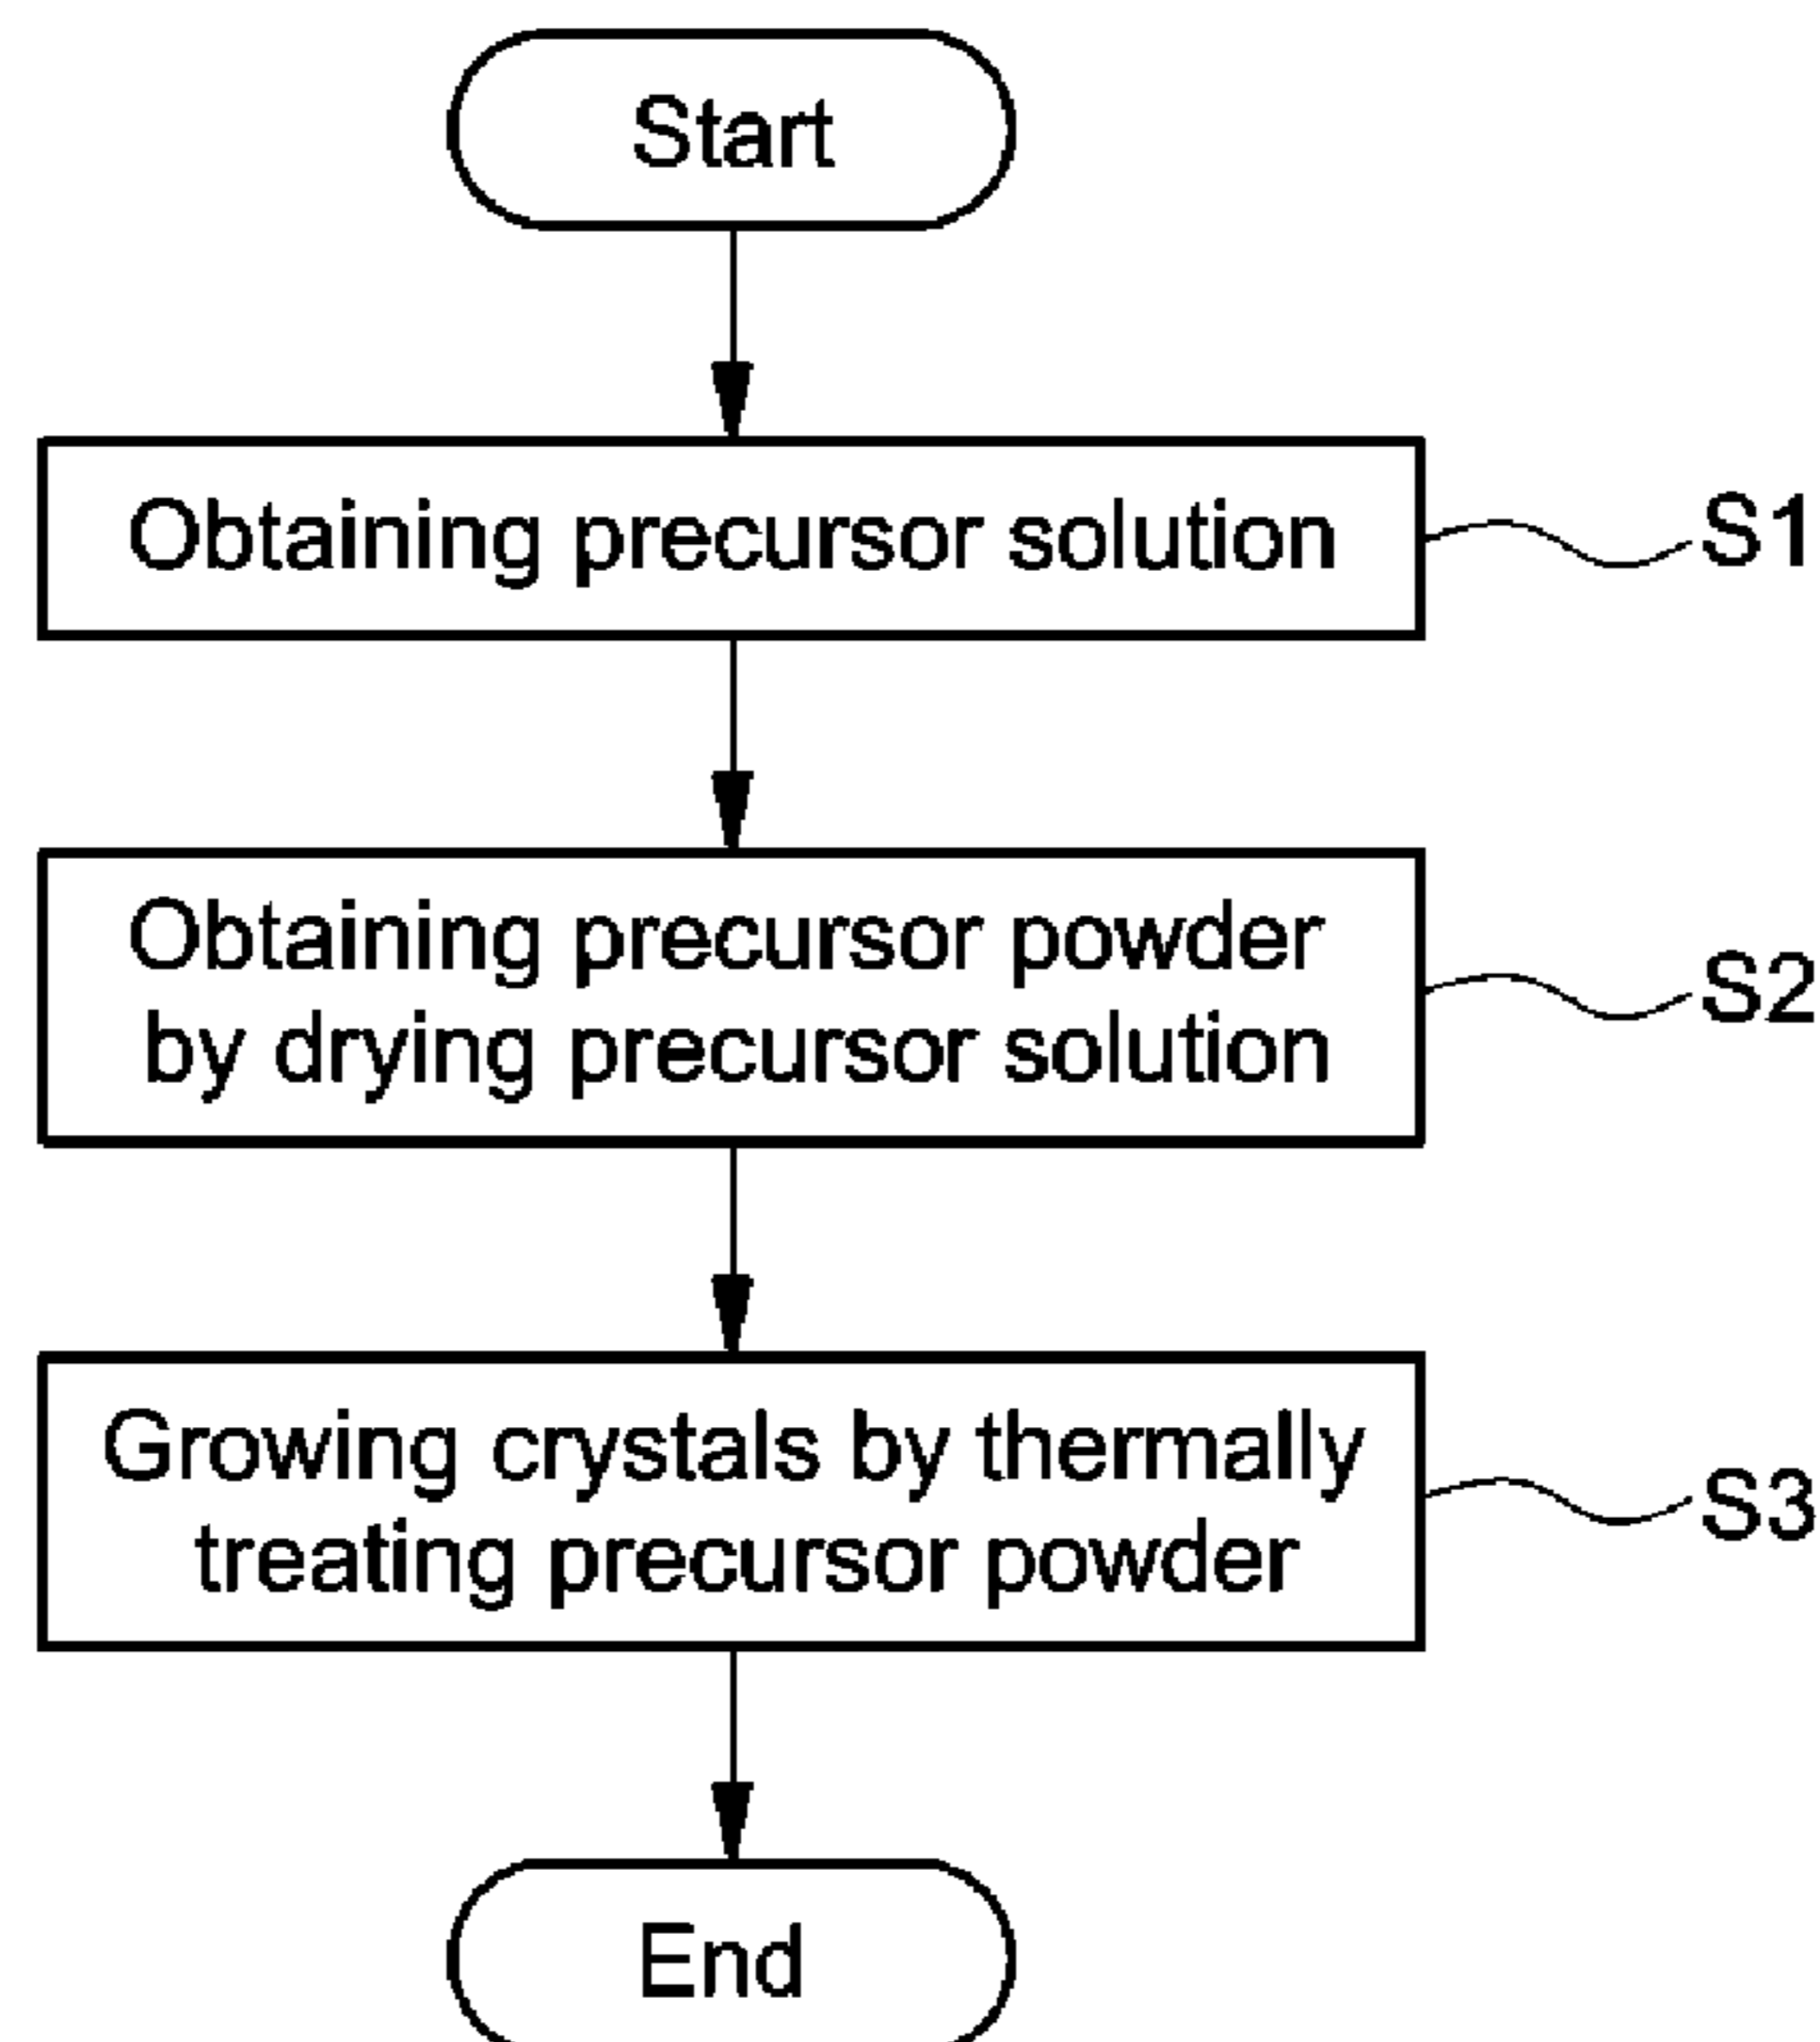 Start
Obtaining precursor solution
S1
Obtaining precursor powder
by drying precursor solution
S2
Growing crystals by thermally
treating precursor powder
S3
End